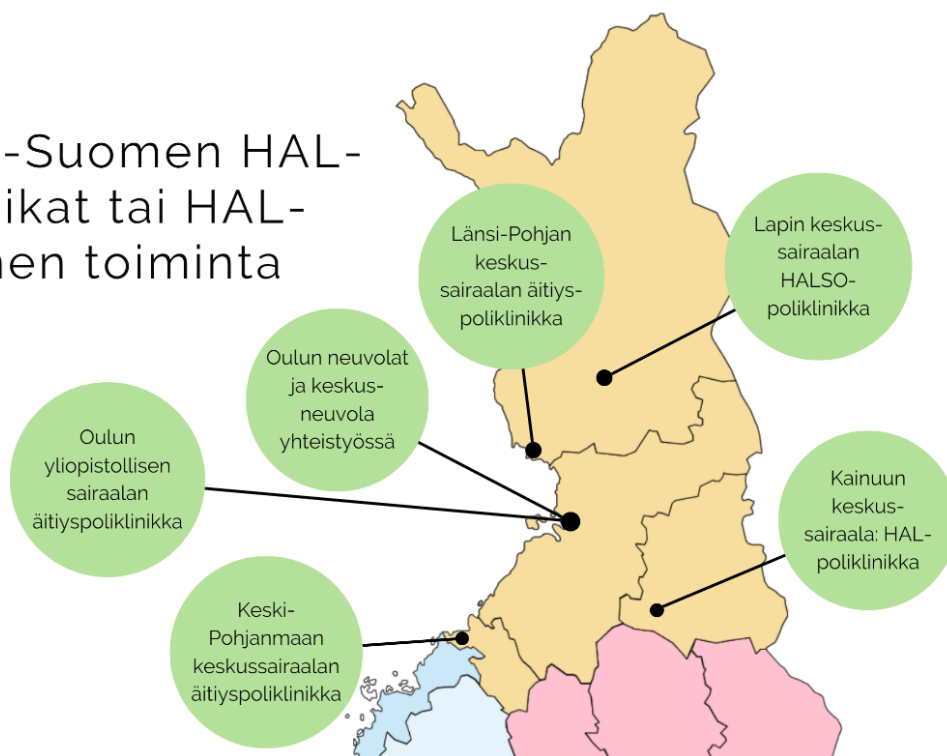 -Suomen HAL-
ikat tai HAL-
en toiminta
Länsi-Pohjan
keskus-
sairaalan äitiys-
poliklinikka
Lapin keskus-
sairaalan
HALSO-
poliklinikka
Oulun neuvolat
ja keskus-
neuvola
yhteistyössä
Oulun
yliopistollisen
sairaalan
äitiyspoliklinikka
Kainuun
keskus-
sairaala: HAL-
poliklinikka
Keski-
Pohjanmaan
keskussairaalan
äitiyspoliklinikka